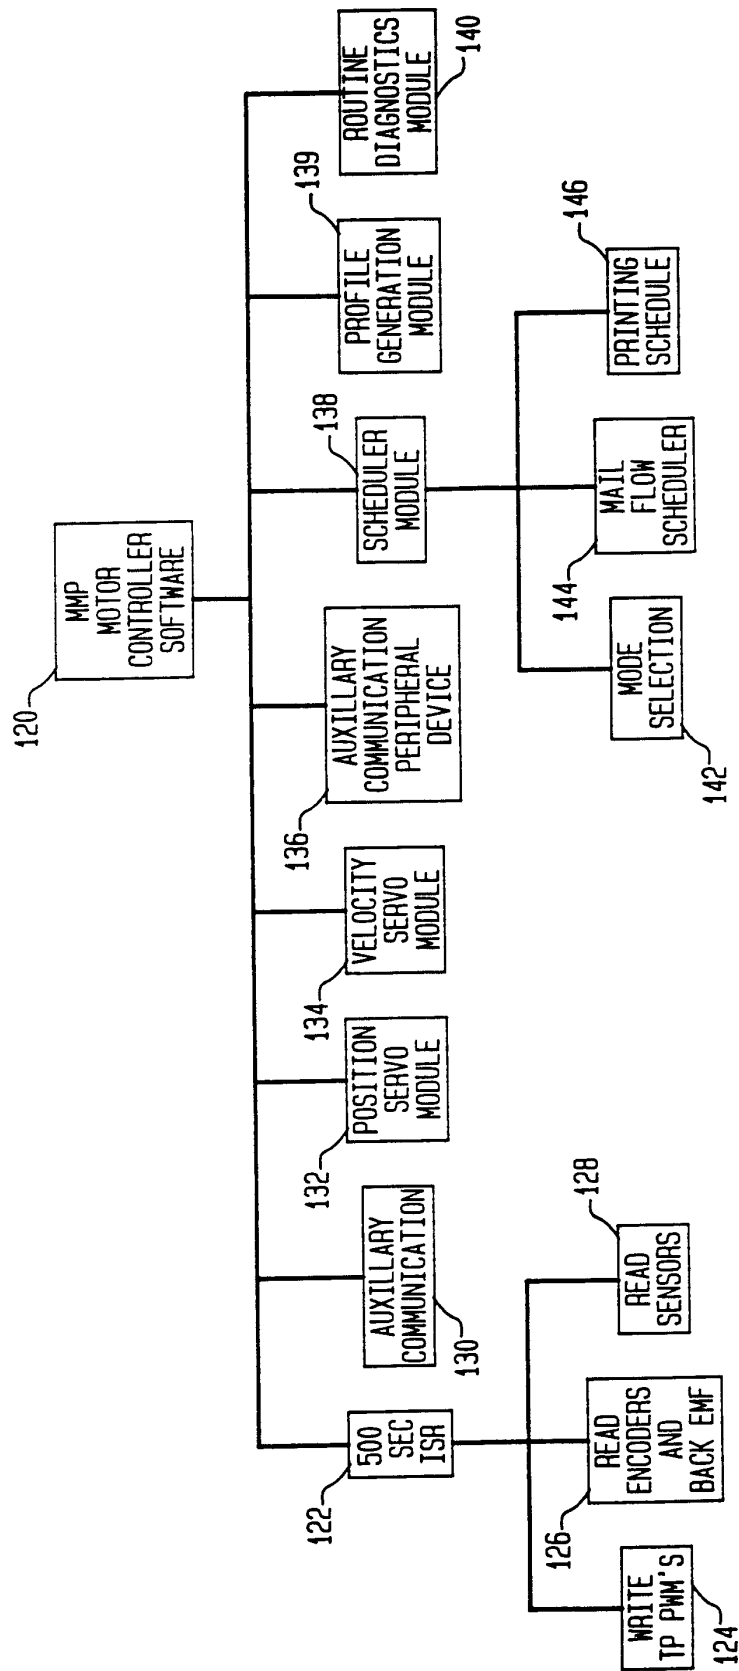 120
MMP
MOTOR
CONTROLLER
SOFTWARE
122
500
SEC
ISR
130
AUXILLARY
COMMUNICATION
132
POSITION
SERVO
MODULE
134
VELOCITY
SERVO
MODULE
136
AUXILLARY
COMMUNICATION
PERIPHERAL
DEVICE
138
SCHEDULER
MODULE
139
PROFILE
GENERATION
MODULE
ROUTINE
DIAGNOSTICS
MODULE
140
WRITE
TP PWM'S
124
126
READ
ENCODERS
AND
BACK EMF
128
READ
SENSORS
MODE
SELECTION
142
144
MAIL
FLOW
SCHEDULER
146
PRINTING
SCHEDULE